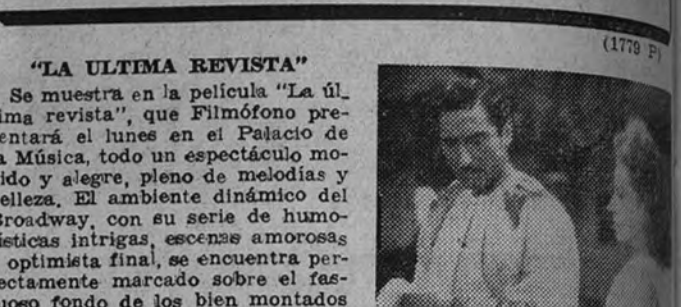 (1779 P)
"LA ULTIMA REVISTA"
Se muestra en la película "La úl_
ima revista", que Filmófono pre-
entará el lunes en el Palacio de
a Música, todo un espectáculo mo-
ido y alegre, pleno de melodías y
elleza. El ambiente dinámico del
Broadway, con su serie de humo-
ísticas intrigas, escenas amorosas
optimista final, se encuentra per-
ectamente marcado sobre el fas-
uoso fondo de los bien montados